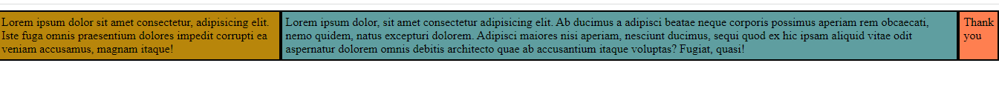 Lorem ipsum dolor sit amet consectetur, adipisicing elit.
Iste fuga omnis praesentium dolores impedit corrupti ea
veniam accusamus, magnam itaque!
Lorem ipsum dolor, sit amet consectetur adipisicing elit. Ab ducimus a adipisci beatae neque corporis possimus aperiam rem obcaecati,
nemo quidem, natus excepturi dolorem. Adipisci maiores nisi aperiam, nesciunt ducimus, sequi quod ex hic ipsam aliquid vitae odit
aspernatur dolorem omnis debitis architecto quae ab accusantium itaque voluptas? Fugiat, quasi!
Thank
you